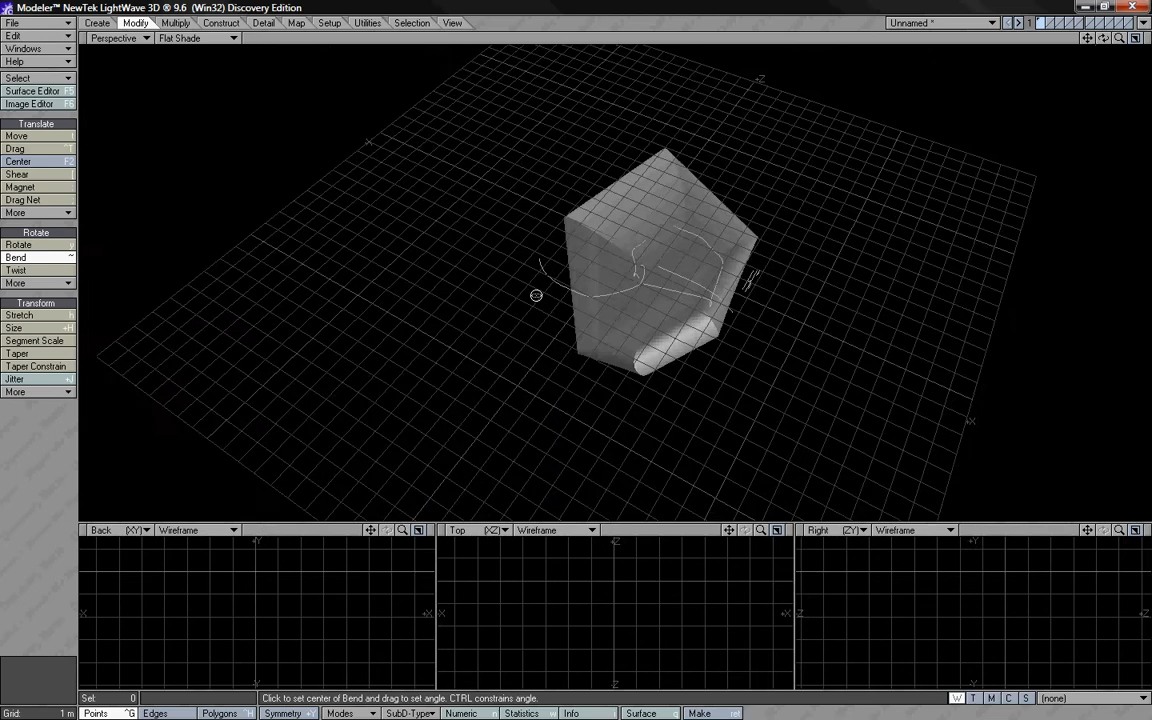 Modeler™ NewTek LightWave 3D ® 9.6 (Win32) Discovery Edition
File Create Modify Multiply Construct Detail Map Setup Utilities Selection View Unnamed * 1
Edit Perspective Flat Shade
Windows
Help
Select
Surface Editor F5
Image Editor F6
Translate
Move t
Drag ^T
Center F2
Shear [
Magnet :
Drag Net ;
More
Rotate
Rotate y
Bend ~
Twist
More
Transform
Stretch h
Size +H
Segment Scale
Taper
Taper Constrain
Jitter +J
More
+Z
-X
+X
Back (XY) Wireframe Top (XZ) Wireframe Right (ZY) Wireframe
+Y +Z +Y
-X +X -X +X -Z +Z
-Y -Z -Y
Sel: 0 Click to set center of Bend and drag to set angle. CTRL constrains angle. W T M C S (none)
Grid: 1 m Points ^G Edges Polygons ^H Symmetry +Y Modes SubD-Type Numeric n Statistics w Info i Surface q Make ret